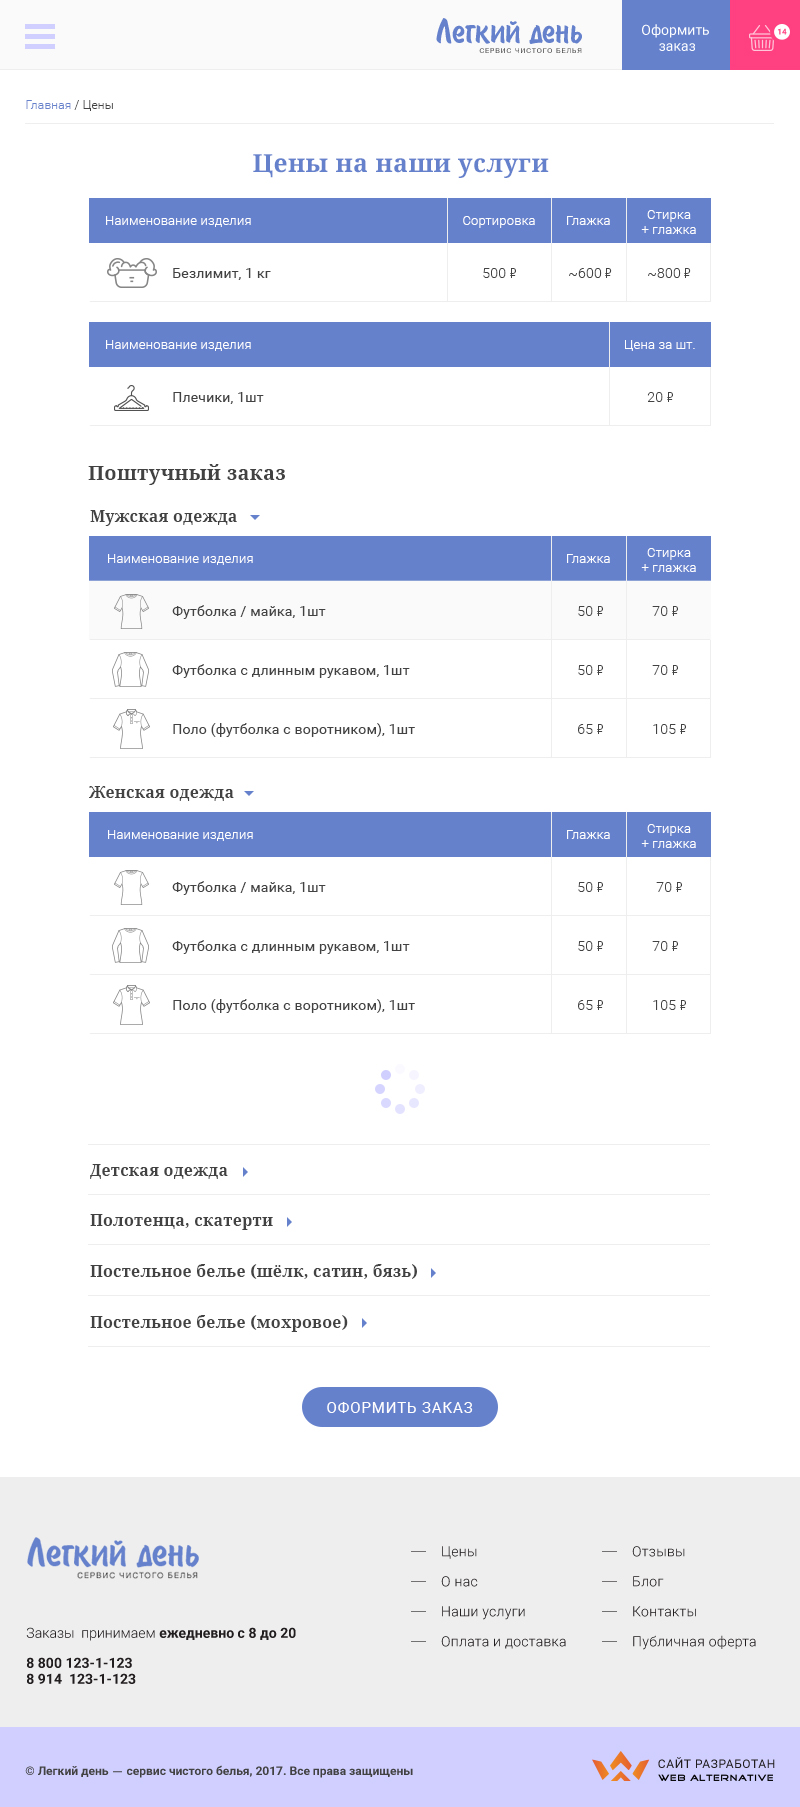 Легкий день
СЕРВИС ЧИСТОГО БЕЛЬЯ
Оформить
заказ
14
Главная / Цены
Цены на наши услуги
Наименование изделия Сортировка Глажка Стирка
+ глажка
Безлимит, 1 кг 500 ₽ ~600 ₽ ~800 ₽
Наименование изделия Цена за шт.
Плечики, 1шт 20 ₽
Поштучный заказ
Мужская одежда
Наименование изделия Глажка Стирка
+ глажка
Футболка / майка, 1шт 50 ₽ 70 ₽
Футболка с длинным рукавом, 1шт 50 ₽ 70 ₽
Поло (футболка с воротником), 1шт 65 ₽ 105 ₽
Женская одежда
Наименование изделия Глажка Стирка
+ глажка
Футболка / майка, 1шт 50 ₽ 70 ₽
Футболка с длинным рукавом, 1шт 50 ₽ 70 ₽
Поло (футболка с воротником), 1шт 65 ₽ 105 ₽
Детская одежда
Полотенца, скатерти
Постельное белье (шёлк, сатин, бязь)
Постельное белье (мохровое)
ОФОРМИТЬ ЗАКАЗ
Легкий день
СЕРВИС ЧИСТОГО БЕЛЬЯ
Заказы принимаем ежедневно с 8 до 20
8 800 123-1-123
8 914 123-1-123
— Цены
— О нас
— Наши услуги
— Оплата и доставка
— Отзывы
— Блог
— Контакты
— Публичная оферта
© Легкий день — сервис чистого белья, 2017. Все права защищены
САЙТ РАЗРАБОТАН
WEB ALTERNATIVE